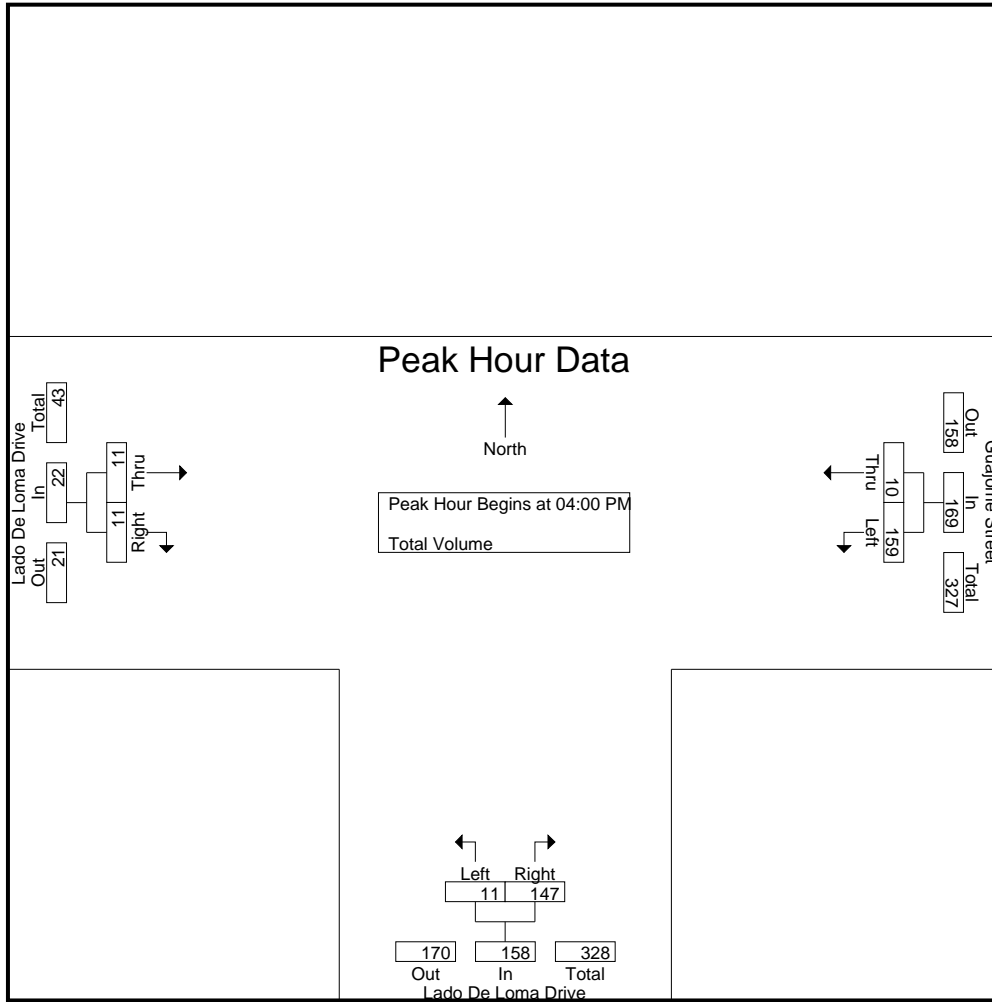 Peak Hour Data
North
Peak Hour Begins at 04:00 PM
Total Volume
Lado De Loma Drive
Total
43
In
22
Out
21
11
Thru
11
Right
Guajome Street
Out
158
In
169
Total
327
10
Thru
159
Left
Left Right
11 147
170 158 328
Out In Total
Lado De Loma Drive